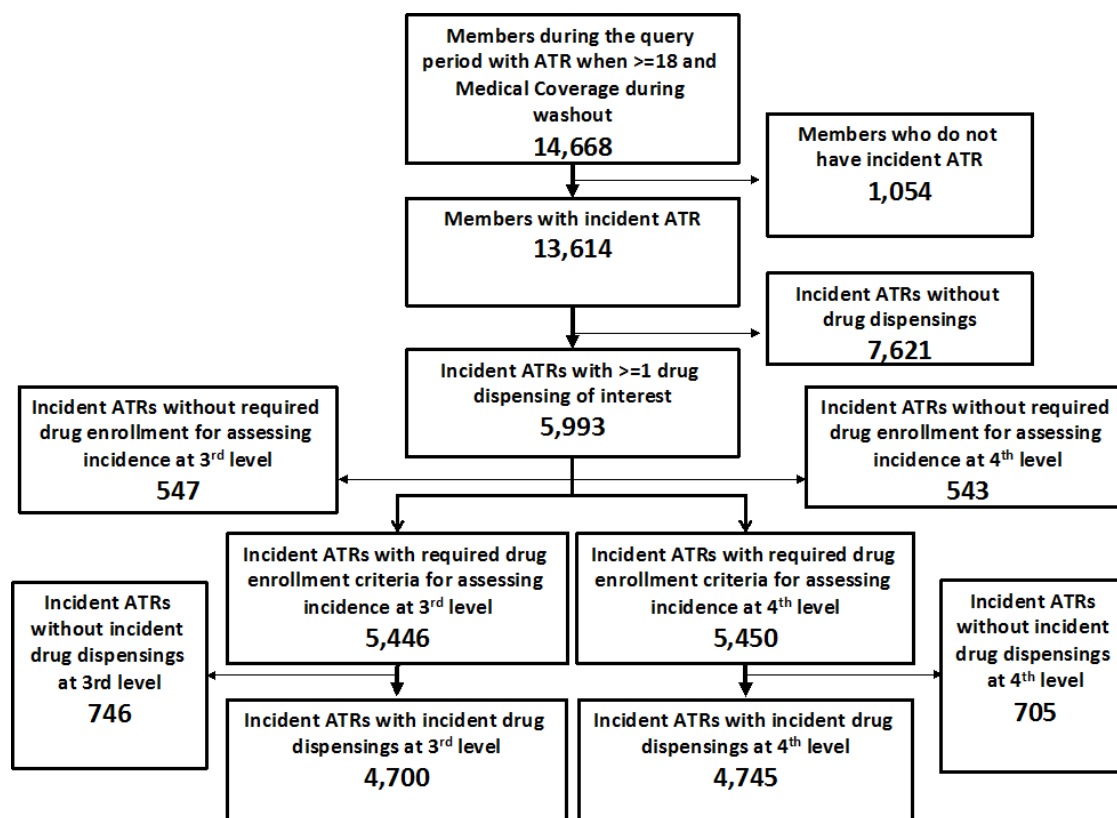 Members during the query
period with ATR when >=18 and
Medical Coverage during
washout
14,668
Members who do not
have incident ATR
1,054
Members with incident ATR
13,614
Incident ATRs without
drug dispensings
7,621
Incident ATRs with >=1 drug
dispensing of interest
5,993
Incident ATRs without required
drug enrollment for assessing
incidence at 3rd level
547
Incident ATRs without required
drug enrollment for assessing
incidence at 4th level
543
Incident ATRs with required drug
enrollment criteria for assessing
incidence at 3rd level
5,446
Incident ATRs with required drug
enrollment criteria for assessing
incidence at 4th level
5,450
Incident ATRs
without incident
drug dispensings
at 3rd level
746
Incident ATRs
without incident
drug dispensings
at 4th level
705
Incident ATRs with incident drug
dispensings at 3rd level
4,700
Incident ATRs with incident drug
dispensings at 4th level
4,745